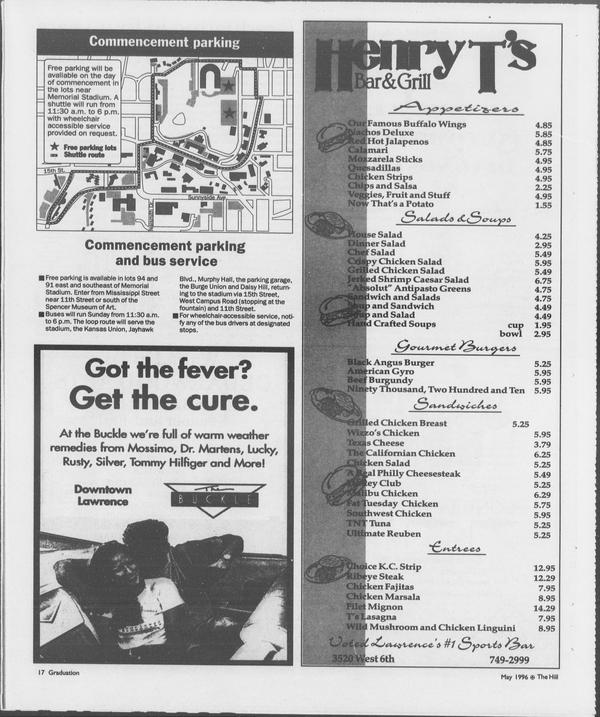 Commencement parking
Free parking will be
available on the day
of commencement in
the lots near
Memorial Stadium. A
shuttle will run from
11:30 a.m. to 6 p.m.
with wheelchair
accessible service
provided on request.
★ Free parking lots
Shuttle route
15th St.
Sunnyside Ave.
Commencement parking
and bus service
■ Free parking is available in lots 94 and
91 east and southeast of Memorial
Stadium. Enter from Mississippi Street
near 11th Street or south of the
Spencer Museum of Art.
■ Buses will run Sunday from 11:30 a.m.
to 6 p.m. The loop route will serve the
stadium, the Kansas Union, Jayhawk
Blvd., Murphy Hall, the parking garage,
the Burge Union and Daisy Hill, return-
ing to the stadium via 15th Street,
West Campus Road (stopping at the
fountain) and 11th Street.
■ For wheelchair-accessible service, noti-
fy any of the bus drivers at designated
stops.
Got the fever?
Get the cure.
At the Buckle we're full of warm weather
remedies from Mossimo, Dr. Martens, Lucky,
Rusty, Silver, Tommy Hilfiger and More!
Downtown
Lawrence
The
BUCKLE
17 Graduation
Henry T's
Bar & Grill
Appetizers
Our Famous Buffalo Wings 4.85
Nachos Deluxe 5.85
Red Hot Jalapenos 4.85
Calamari 5.75
Mozzarela Sticks 4.95
Quesadillas 4.95
Chicken Strips 4.95
Chips and Salsa 2.25
Veggies, Fruit and Stuff 4.95
Now That's a Potato 1.55
Salads & Soups
House Salad 4.25
Dinner Salad 2.95
Chef Salad 5.49
Crispy Chicken Salad 5.95
Grilled Chicken Salad 5.49
Jerked Shrimp Caesar Salad 6.75
"Absolut" Antipasto Greens 4.75
Sandwich and Salads 4.75
Soup and Sandwich 4.49
Soup and Salad 4.49
Hand Crafted Soups cup 1.95
bowl 2.95
Gourmet Burgers
Black Angus Burger 5.25
American Gyro 5.95
Beef Burgundy 5.95
Ninety Thousand, Two Hundred and Ten 5.95
Sandwiches
Grilled Chicken Breast 5.25
Wizzo's Chicken 5.95
Texas Cheese 3.79
The Californian Chicken 6.25
Chicken Salad 5.25
A Real Philly Cheesesteak 5.49
Club 5.25
Malibu Chicken 6.29
Fat Tuesday Chicken 5.75
Southwest Chicken 5.95
TNT Tuna 5.25
Ultimate Reuben 5.25
Entrees
Choice K.C. Strip 12.95
Ribeye Steak 12.29
Chicken Fajitas 7.95
Chicken Marsala 8.95
Filet Mignon 14.29
T's Lasagna 7.95
Wild Mushroom and Chicken Linguini 8.95
Voted Lawrence's #1 Sports Bar
3520 West 6th 749-2999
May 1996 The Hill